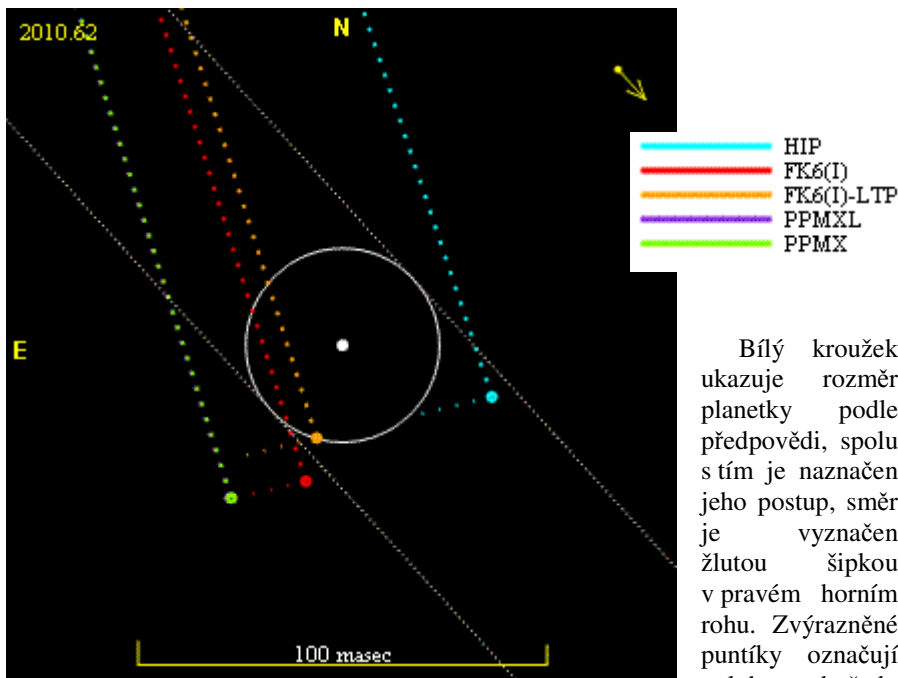 2010.62
N
E
100 masec
HIP
FK6(I)
FK6(I)-LTP
PPMXL
PPMX
Bílý kroužek
ukazuje rozměr
planetky podle
předpovědi, spolu
s tím je naznačen
jeho postup, směr
je vyznačen
žlutou šipkou
v pravém horním
rohu. Zvýrazněné
puntíky označují